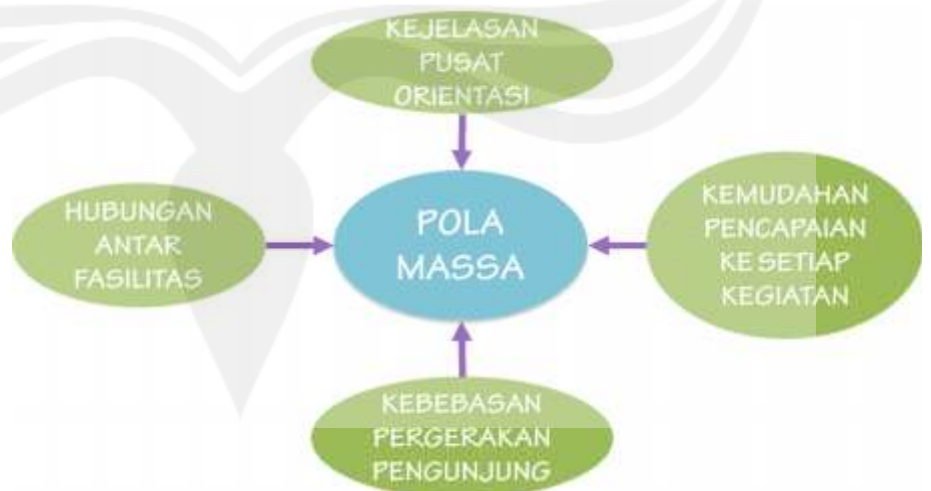 KEJELASAN
PUSAT
ORIENTASI
HUBUNGAN
ANTAR
FASILITAS
POLA
MASSA
KEMUDAHAN
PENCAPAIAN
KE SETIAP
KEGIATAN
KEBEBASAN
PERGERAKAN
PENGUNJUNG